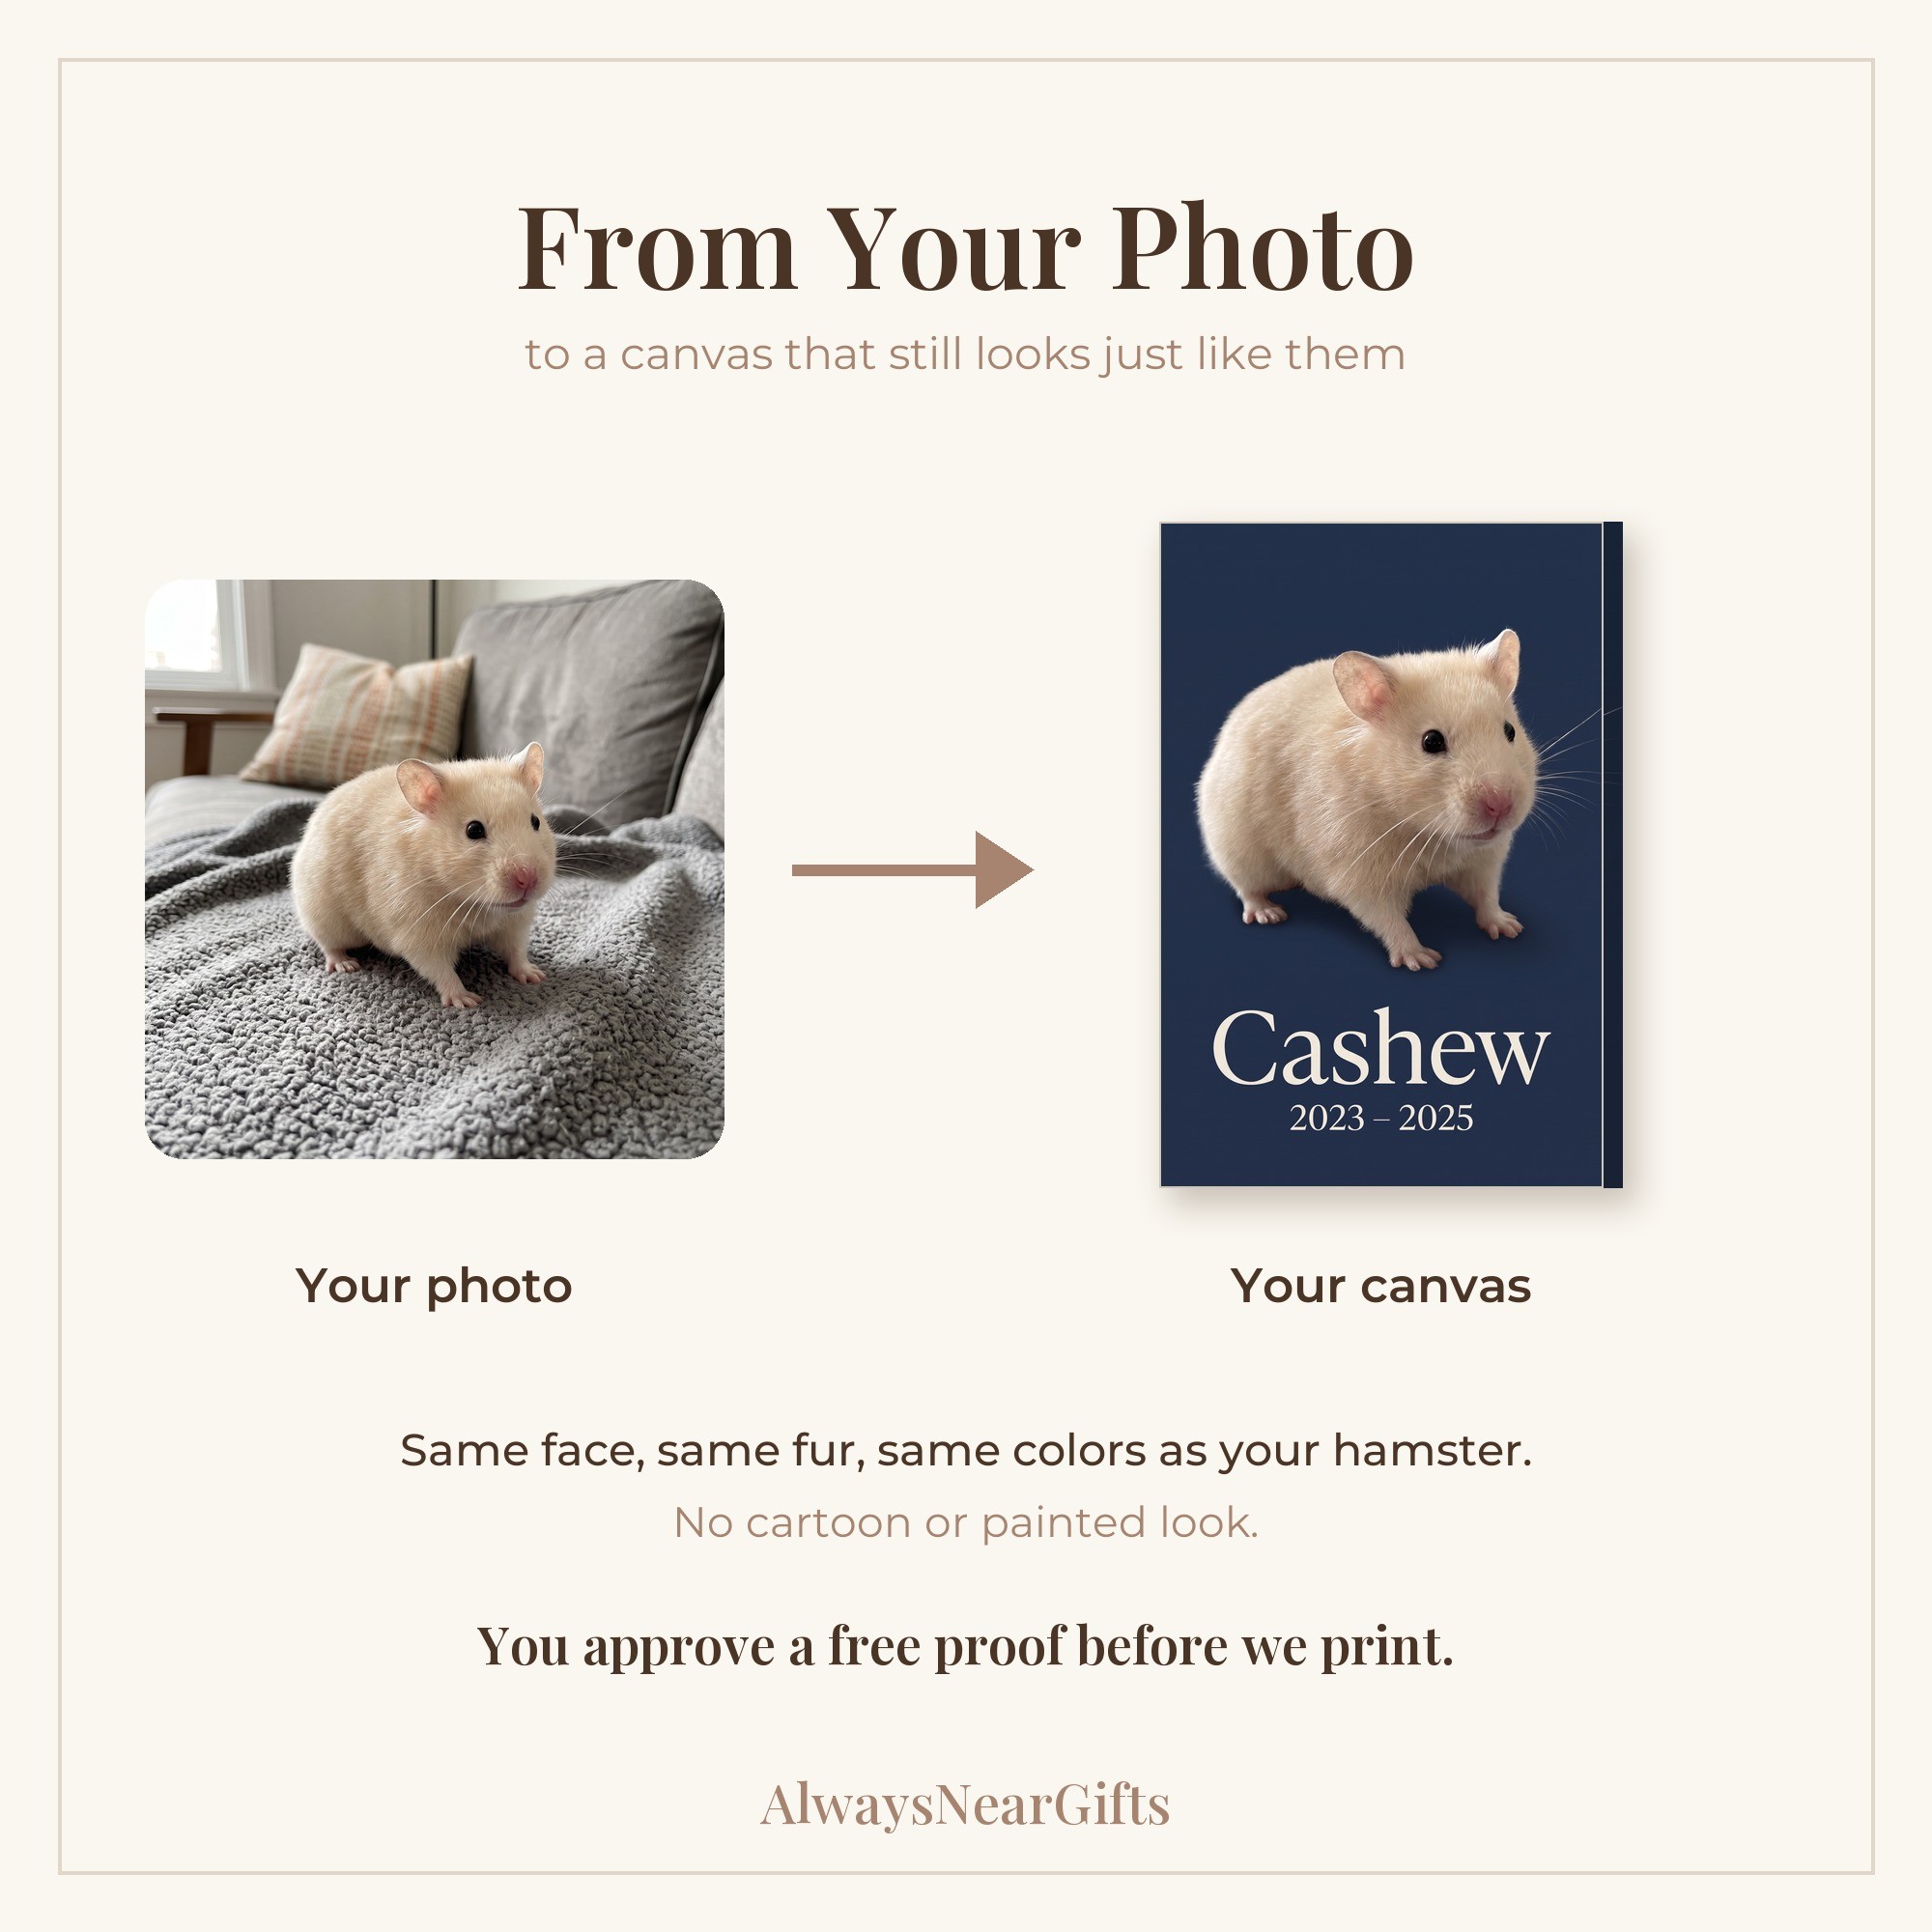 From Your Photo
to a canvas that still looks just like them
Cashew
2023 – 2025
Your photo
Your canvas
Same face, same fur, same colors as your hamster.
No cartoon or painted look.
You approve a free proof before we print.
AlwaysNearGifts